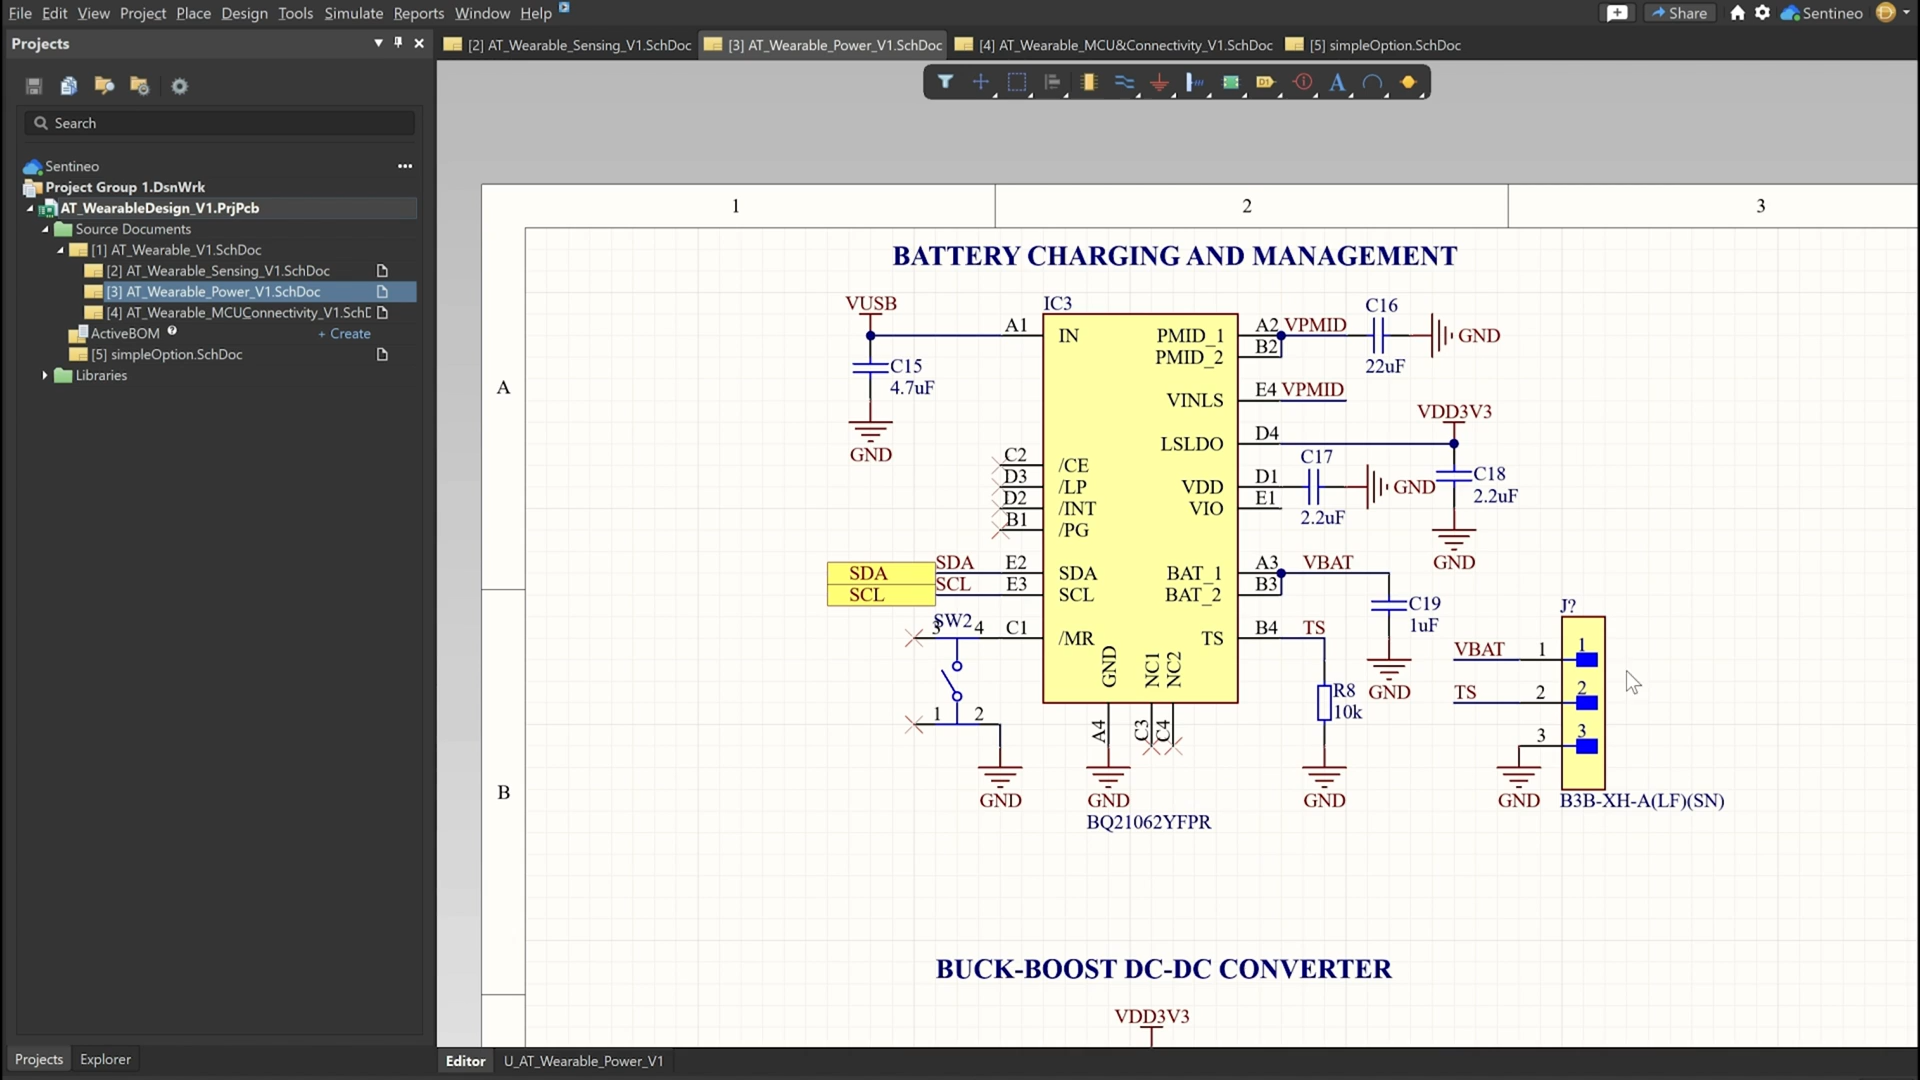 File Edit View Project Place Design Tools Simulate Reports Window Help
Share
Sentineo
Projects
[2] AT_Wearable_Sensing_V1.SchDoc
[3] AT_Wearable_Power_V1.SchDoc
[4] AT_Wearable_MCU&Connectivity_V1.SchDoc
[5] simpleOption.SchDoc
Search
Sentineo
Project Group 1.DsnWrk
AT_WearableDesign_V1.PrjPcb
Source Documents
[1] AT_Wearable_V1.SchDoc
[2] AT_Wearable_Sensing_V1.SchDoc
[3] AT_Wearable_Power_V1.SchDoc
[4] AT_Wearable_MCUConnectivity_V1.SchD
ActiveBOM
+ Create
[5] simpleOption.SchDoc
Libraries
1 2 3
A
B
BATTERY CHARGING AND MANAGEMENT
VUSB
C15
4.7uF
GND
IC3
A1 IN
C2 /CE
D3 /LP
D2 /INT
B1 /PG
SDA SDA E2 SDA
SCL SCL E3 SCL
SW2
3 4 C1 /MR
1 2
GND
GND NC1 NC2
A4 C3 C4
GND
BQ21062YFPR
PMID_1 A2 VPMID
PMID_2 B2
C16
22uF
GND
VINLS E4 VPMID
LSLDO D4
VDD3V3
C18
2.2uF
GND
VDD D1
VIO E1
C17
2.2uF
GND
BAT_1 A3 VBAT
BAT_2 B3
C19
1uF
GND
TS B4 TS
R8
10k
GND
J?
VBAT 1 1
TS 2 2
3 3
GND
B3B-XH-A(LF)(SN)
BUCK-BOOST DC-DC CONVERTER
VDD3V3
Projects Explorer
Editor U_AT_Wearable_Power_V1